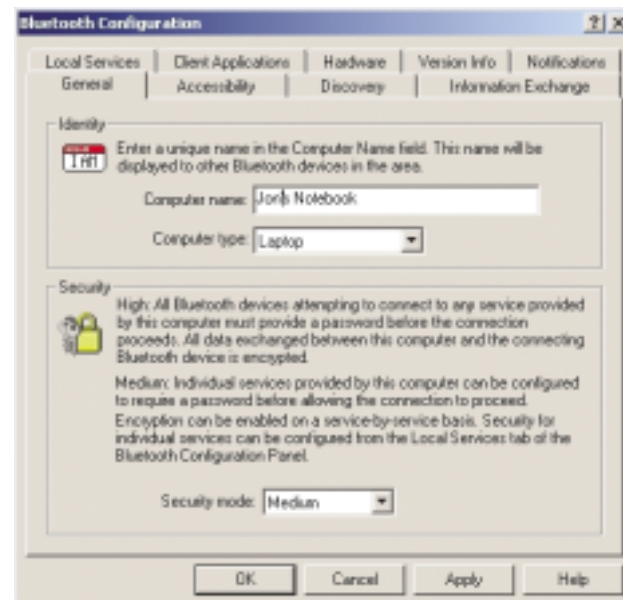 Bluetooth Configuration
Local Services Client Applications Hardware Version Info Notifications
General Accessibility Discovery Information Exchange
Identity
I AM
Enter a unique name in the Computer Name field. This name will be
displayed to other Bluetooth devices in the area.
Computer name: Jon's Notebook
Computer type: Laptop
Security
High: All Bluetooth devices attempting to connect to any service provided
by this computer must provide a password before the connection
proceeds. All data exchanged between this computer and the connecting
Bluetooth device is encrypted.
Medium: Individual services provided by this computer can be configured
to require a password before allowing the connection to proceed.
Encryption can be enabled on a service-by-service basis. Security for
individual services can be configured from the Local Services tab of the
Bluetooth Configuration Panel.
Security mode: Medium
OK Cancel Apply Help